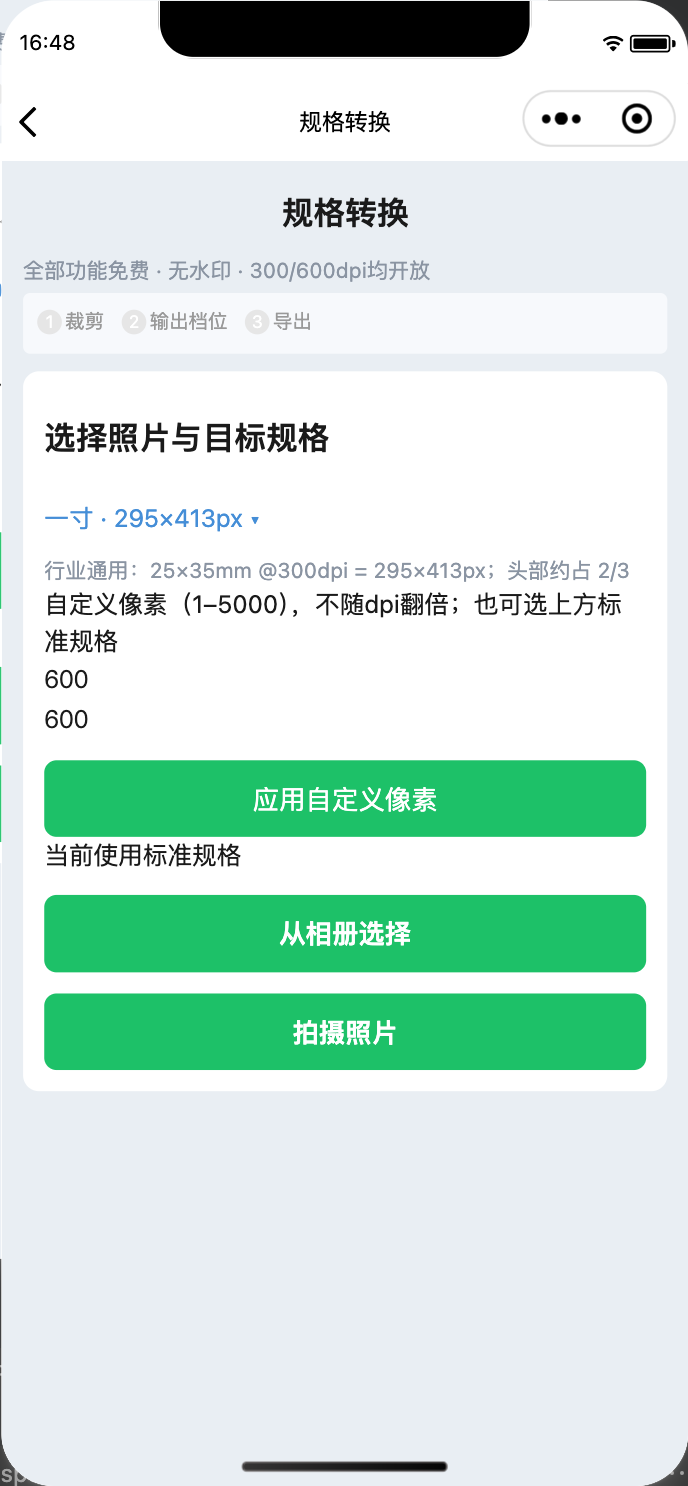 16:48
规格转换
规格转换
全部功能免费 · 无水印 · 300/600dpi均开放
1 裁剪 2 输出档位 3 导出
选择照片与目标规格
一寸 · 295×413px ▾
行业通用：25×35mm @300dpi = 295×413px；头部约占 2/3
自定义像素（1–5000），不随dpi翻倍；也可选上方标
准规格
600
600
应用自定义像素
当前使用标准规格
从相册选择
拍摄照片